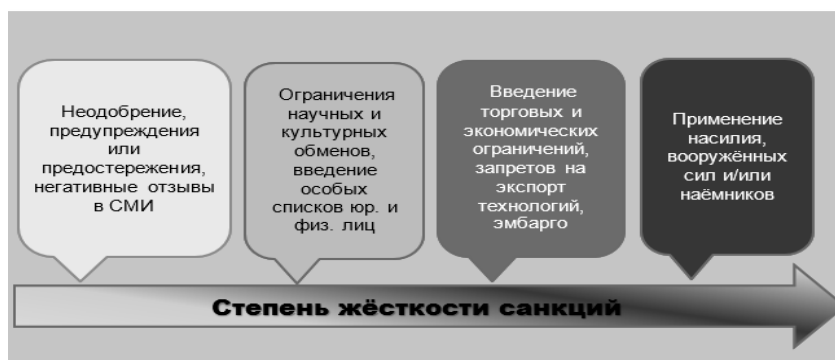 Неодобрение,
предупреждения
или
предостережения,
негативные отзывы
в СМИ
Ограничения
научных и
культурных
обменов,
введение
особых
списков юр. и
физ. лиц
Введение
торговых и
экономических
ограничений,
запретов на
экспорт
технологий,
эмбарго
Применение
насилия,
вооружённых
сил и/или
наёмников
Степень жёсткости санкций